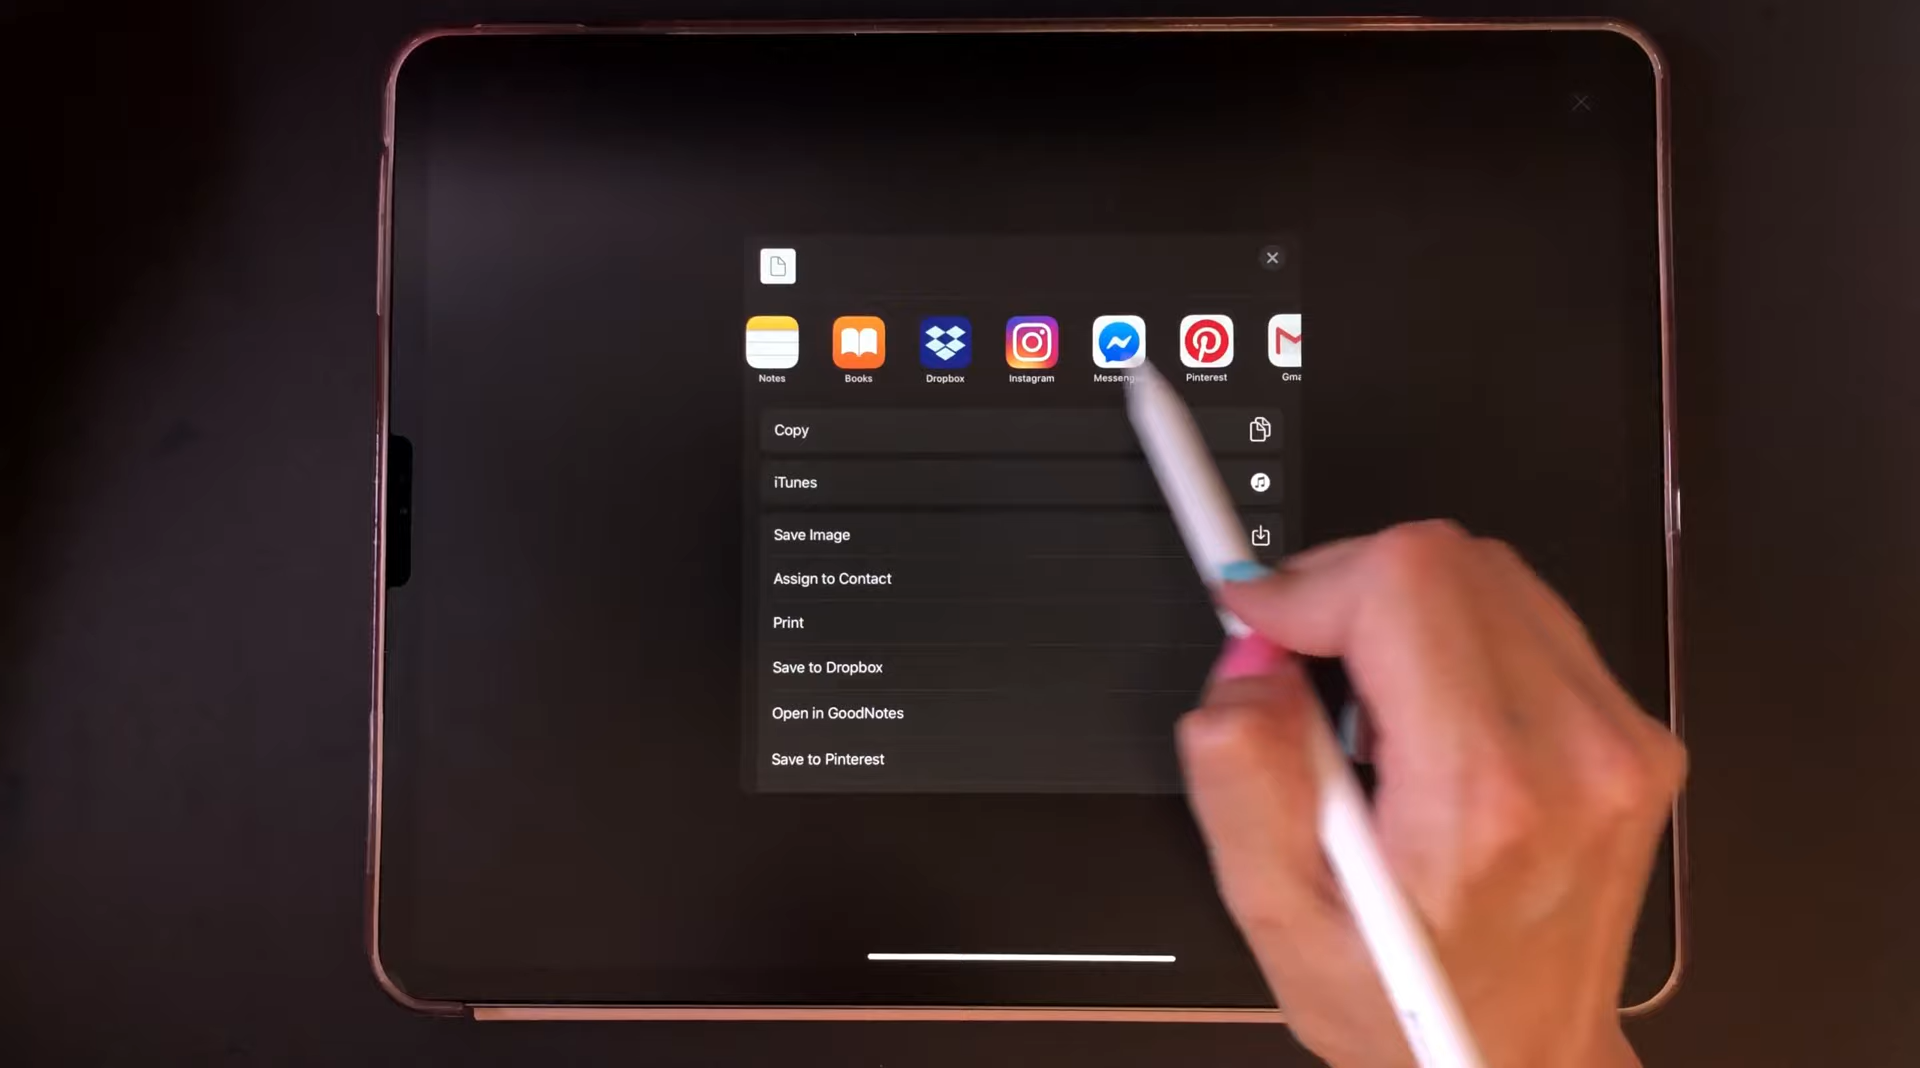 Notes Books Dropbox Instagram Pinterest
Copy
iTunes
Save Image
Assign to Contact
Print
Save to Dropbox
Open in GoodNotes
Save to Pinterest